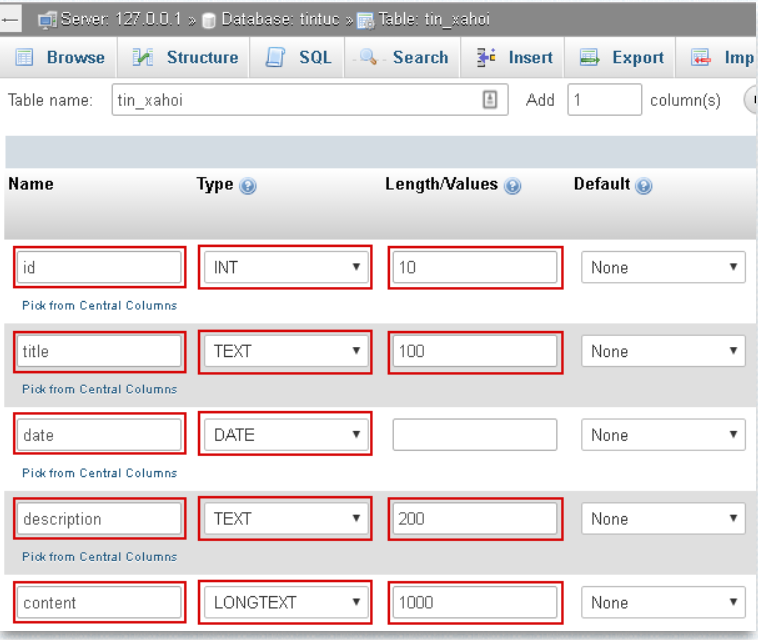 Server: 127.0.0.1 » Database: tintuc » Table: tin_xahoi
Browse Structure SQL Search Insert Export Imp
Table name: tin_xahoi Add 1 column(s)
Name Type Length/Values Default
id INT 10 None
Pick from Central Columns
title TEXT 100 None
Pick from Central Columns
date DATE None
Pick from Central Columns
description TEXT 200 None
Pick from Central Columns
content LONGTEXT 1000 None